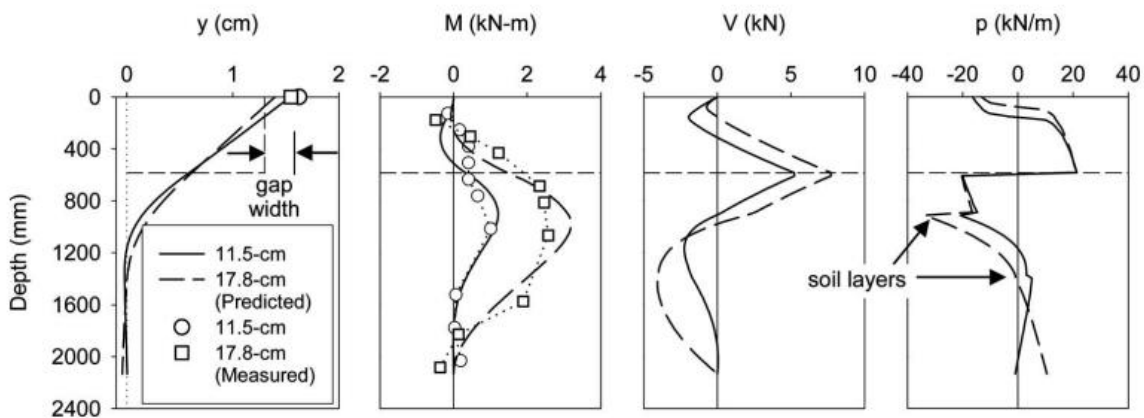 y (cm)
M (kN-m)
V (kN)
p (kN/m)
0 1 2
-2 0 2 4
-5 0 5 10
-40 -20 0 20 40
0
400
800
1200
1600
2000
2400
Depth (mm)
gap
width
11.5-cm
17.8-cm
(Predicted)
11.5-cm
17.8-cm
(Measured)
soil layers